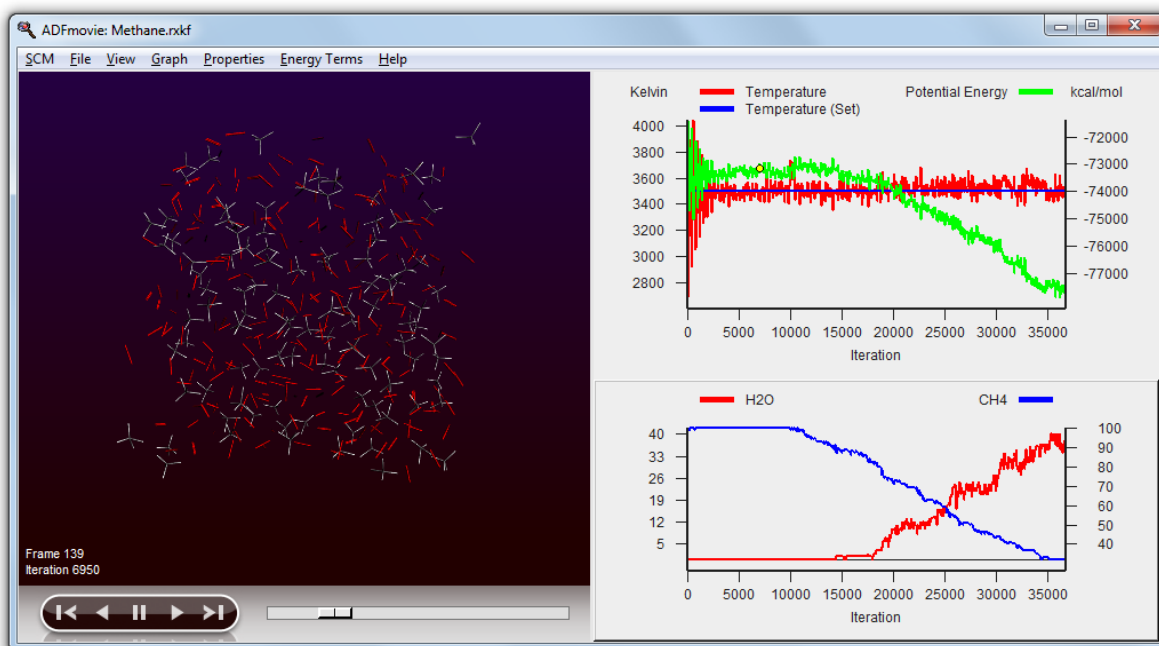 ADFmovie: Methane.rxkf
SCM File View Graph Properties Energy Terms Help
Kelvin Temperature Potential Energy kcal/mol
Temperature (Set)
4000
3800
3600
3400
3200
3000
2800
-72000
-73000
-74000
-75000
-76000
-77000
0 5000 10000 15000 20000 25000 30000 35000
Iteration
H2O CH4
40
33
26
19
12
5
100
90
80
70
60
50
40
0 5000 10000 15000 20000 25000 30000 35000
Iteration
Frame 139
Iteration 6950